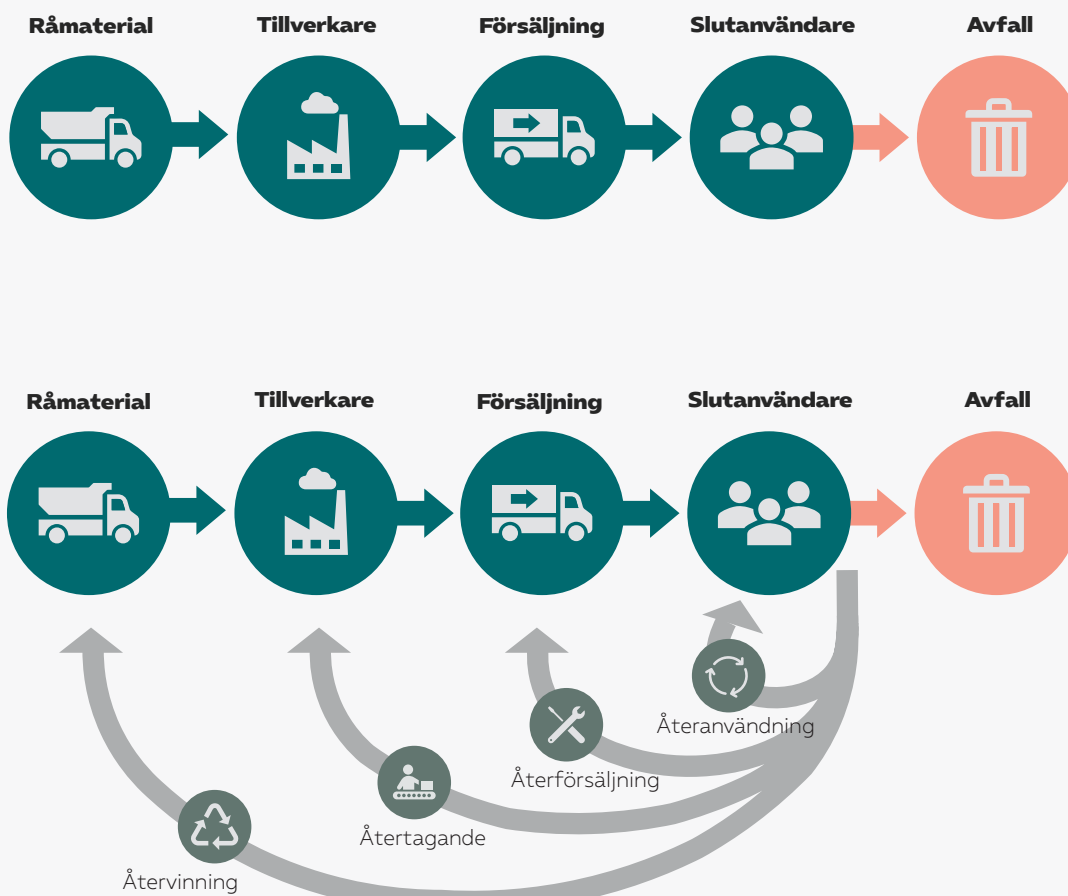 Råmaterial
Tillverkare
Försäljning
Slutanvändare
Avfall
Råmaterial
Tillverkare
Försäljning
Slutanvändare
Avfall
Återanvändning
Återförsäljning
Återtagande
Återvinning